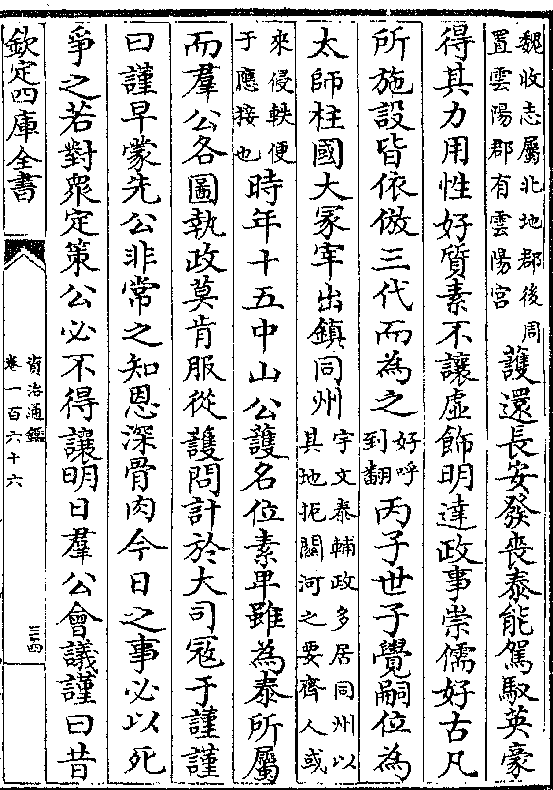 魏收志屬北地郡後周
置雲陽郡有雲陽宮
護還長安發喪泰能駕馭英豪
得其力用性好質素不讓虛飾明達政事崇儒好古凡
所施設皆依倣三代而為之
好呼
到翻
丙子世子覺嗣位為
太師柱國大冢宰出鎮同州
宇文泰輔政多居同州以
其地扼關河之要齊人或
來侵軼便
于應接也
時年十五中山公護名位素卑雖為泰所屬
而羣公各圖執政莫肯服從護問計於大司寇于謹謹
曰謹早蒙先公非常之知恩深骨肉今日之事必以死
爭之若對衆定策公必不得讓明日羣公會議謹曰昔
欽定四庫全書
資治通鑑
卷一百六十六
三四